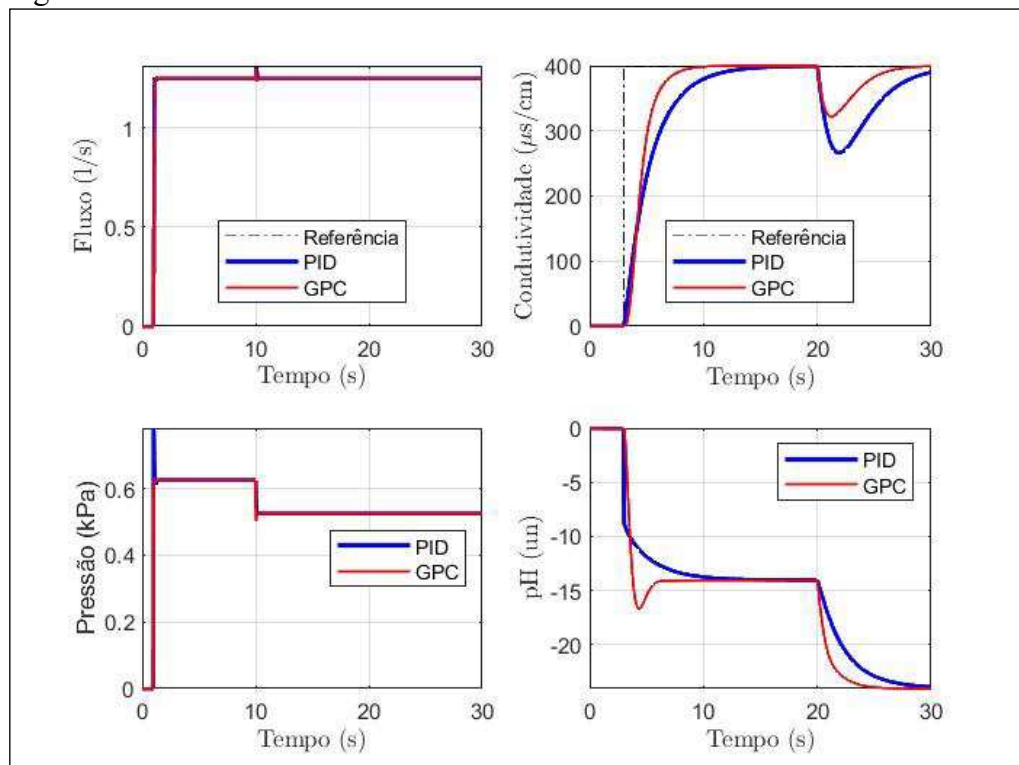 Fluxo (l/s)
1
0.5
0
Referência
PID
GPC
0
10
20
30
Tempo (s)
Condutividade (μs/cm)
400
300
200
100
0
Referência
PID
GPC
0
10
20
30
Tempo (s)
Pressão (kPa)
0.6
0.4
0.2
0
PID
GPC
0
10
20
30
Tempo (s)
pH (un)
0
-5
-10
-15
-20
PID
GPC
0
10
20
30
Tempo (s)